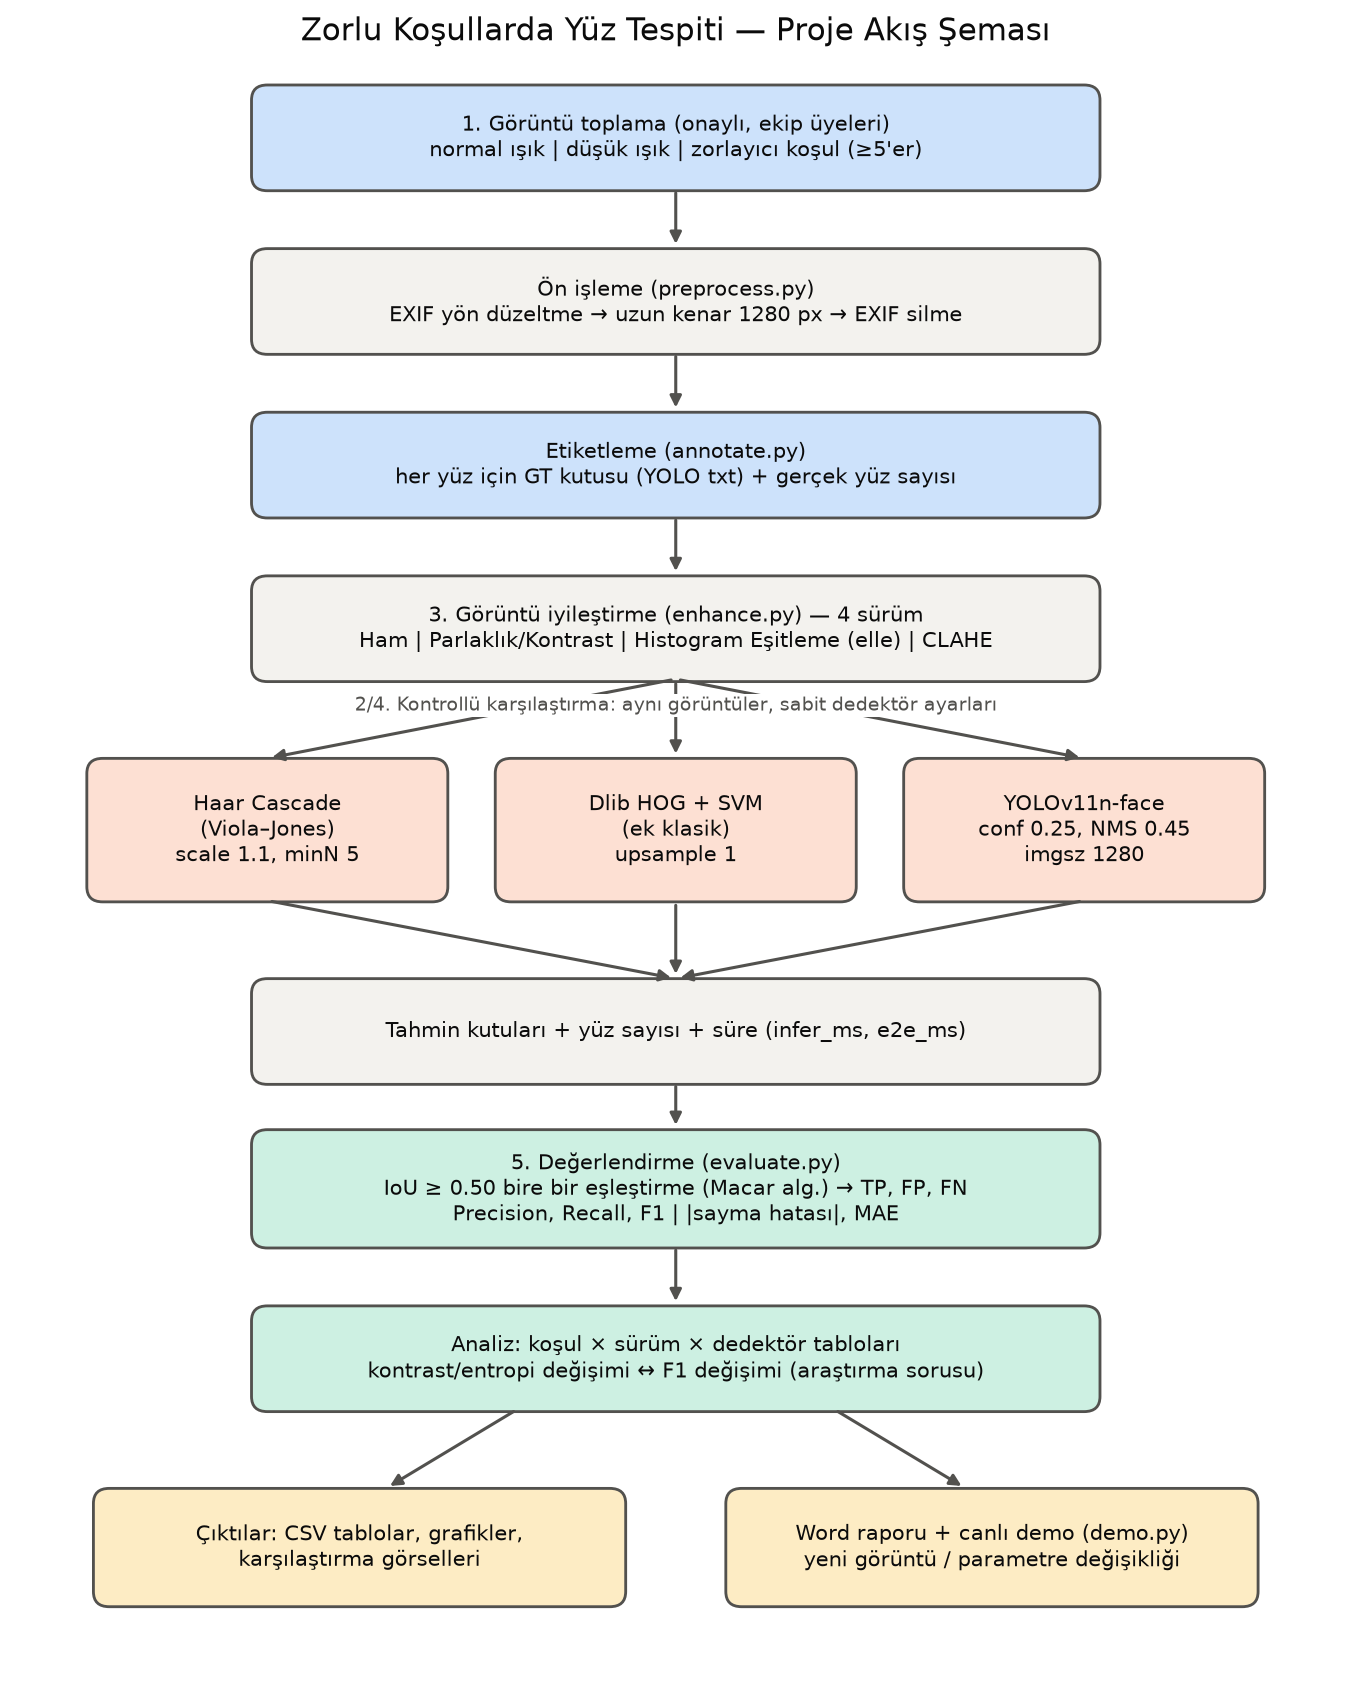 Zorlu Koşullarda Yüz Tespiti — Proje Akış Şeması
1. Görüntü toplama (onaylı, ekip üyeleri)
normal ışık | düşük ışık | zorlayıcı koşul (≥5'er)
Ön işleme (preprocess.py)
EXIF yön düzeltme → uzun kenar 1280 px → EXIF silme
Etiketleme (annotate.py)
her yüz için GT kutusu (YOLO txt) + gerçek yüz sayısı
3. Görüntü iyileştirme (enhance.py) — 4 sürüm
Ham | Parlaklık/Kontrast | Histogram Eşitleme (elle) | CLAHE
2/4. Kontrollü karşılaştırma: aynı görüntüler, sabit dedektör ayarları
Haar Cascade
(Viola–Jones)
scale 1.1, minN 5
Dlib HOG + SVM
(ek klasik)
upsample 1
YOLOv11n-face
conf 0.25, NMS 0.45
imgsz 1280
Tahmin kutuları + yüz sayısı + süre (infer_ms, e2e_ms)
5. Değerlendirme (evaluate.py)
IoU ≥ 0.50 bire bir eşleştirme (Macar alg.) → TP, FP, FN
Precision, Recall, F1 | |sayma hatası|, MAE
Analiz: koşul × sürüm × dedektör tabloları
kontrast/entropi değişimi ↔ F1 değişimi (araştırma sorusu)
Çıktılar: CSV tablolar, grafikler,
karşılaştırma görselleri
Word raporu + canlı demo (demo.py)
yeni görüntü / parametre değişikliği